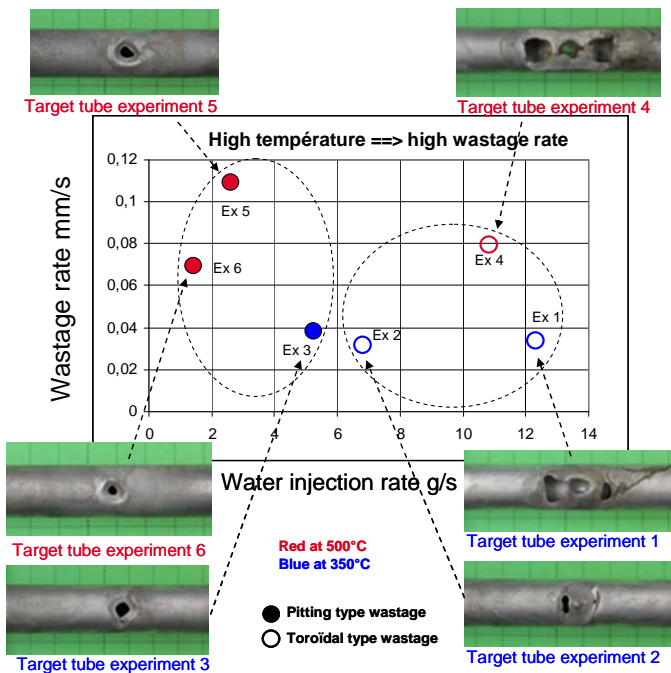 Target tube experiment 5
Target tube experiment 4
High température ==> high wastage rate
Wastage rate mm/s
0,12
0,1
0,08
0,06
0,04
0,02
0
Ex 5
Ex 6
Ex 3
Ex 2
Ex 4
Ex 1
0 2 4 6 8 10 12 14
Water injection rate g/s
Target tube experiment 6
Target tube experiment 1
Red at 500°C
Blue at 350°C
Pitting type wastage
Toroïdal type wastage
Target tube experiment 3
Target tube experiment 2